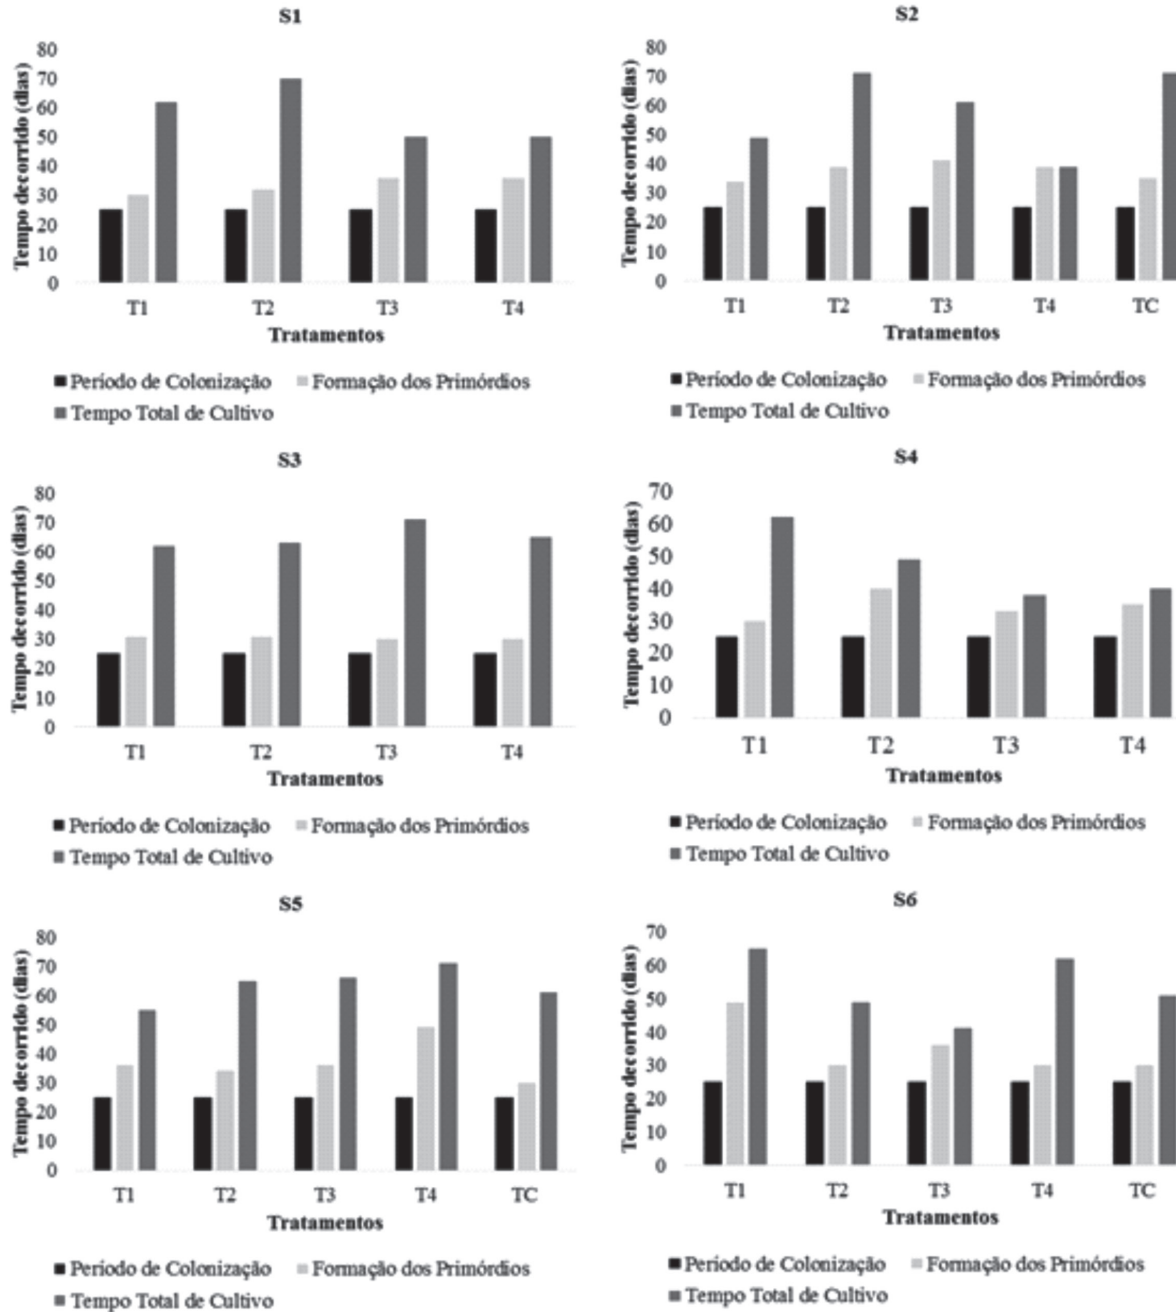 S1
Tempo decorrido (dias)
80
70
60
50
40
30
20
10
0
T1 T2 T3 T4
Tratamentos
Período de Colonização Formação dos Primórdios
Tempo Total de Cultivo
S2
Tempo decorrido (dias)
80
70
60
50
40
30
20
10
0
T1 T2 T3 T4 TC
Tratamentos
Período de Colonização Formação dos Primórdios
Tempo Total de Cultivo
S3
Tempo decorrido (dias)
80
70
60
50
40
30
20
10
0
T1 T2 T3 T4
Tratamentos
Período de Colonização Formação dos Primórdios
Tempo Total de Cultivo
S4
Tempo decorrido (dias)
70
60
50
40
30
20
10
0
T1 T2 T3 T4
Tratamentos
Período de Colonização Formação dos Primórdios
Tempo Total de Cultivo
S5
Tempo decorrido (dias)
80
70
60
50
40
30
20
10
0
T1 T2 T3 T4 TC
Tratamentos
Período de Colonização Formação dos Primórdios
Tempo Total de Cultivo
S6
Tempo decorrido (dias)
70
60
50
40
30
20
10
0
T1 T2 T3 T4 TC
Tratamentos
Período de Colonização Formação dos Primórdios
Tempo Total de Cultivo